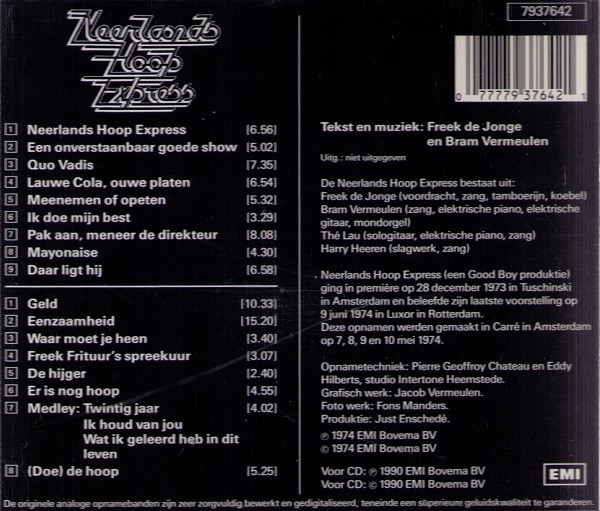 Neerlands
Hoop
Express
1 Neerlands Hoop Express [6.56]
2 Een onverstaanbaar goede show [5.02]
3 Quo Vadis [7.35]
4 Lauwe Cola, ouwe platen [6.54]
5 Meenemen of opeten [5.32]
6 Ik doe mijn best [3.29]
7 Pak aan, meneer de direkteur [8.08]
8 Mayonaise [4.30]
9 Daar ligt hij [6.58]
1 Geld [10.33]
2 Eenzaamheid [15.20]
3 Waar moet je heen [3.40]
4 Freek Frituur's spreekuur [3.07]
5 De hijger [2.40]
6 Er is nog hoop [4.55]
7 Medley: Twintig jaar [4.02]
Ik houd van jou
Wat ik geleerd heb in dit
leven
8 (Doe) de hoop [5.25]
7937642
0 77779 37642 1
Tekst en muziek: Freek de Jonge
en Bram Vermeulen
Uitg.: niet uitgegeven
De Neerlands Hoop Express bestaat uit:
Freek de Jonge (voordracht, zang, tamboerijn, koebel)
Bram Vermeulen (zang, elektrische piano, elektrische
gitaar, mondorgel)
Thé Lau (sologitaar, elektrische piano, zang)
Harry Heeren (slagwerk, zang)
Neerlands Hoop Express (een Good Boy produktie)
ging in première op 28 december 1973 in Tuschinski
in Amsterdam en beleefde zijn laatste voorstelling op
9 juni 1974 in Luxor in Rotterdam.
Deze opnamen werden gemaakt in Carré in Amsterdam
op 7, 8, 9 en 10 mei 1974.
Opnametechniek: Pierre Geoffroy Chateau en Eddy
Hilberts, studio Intertone Heemstede.
Grafisch werk: Jacob Vermeulen.
Foto werk: Fons Manders.
Produktie: Just Enschedé.
℗ 1974 EMI Bovema BV
© 1974 EMI Bovema BV
Voor CD: ℗ 1990 EMI Bovema BV
Voor CD: © 1990 EMI Bovema BV
EMI
De originele analoge opnamebanden zijn zeer zorgvuldig bewerkt en gedigitaliseerd, teneinde een superieure geluidskwaliteit te garanderen.